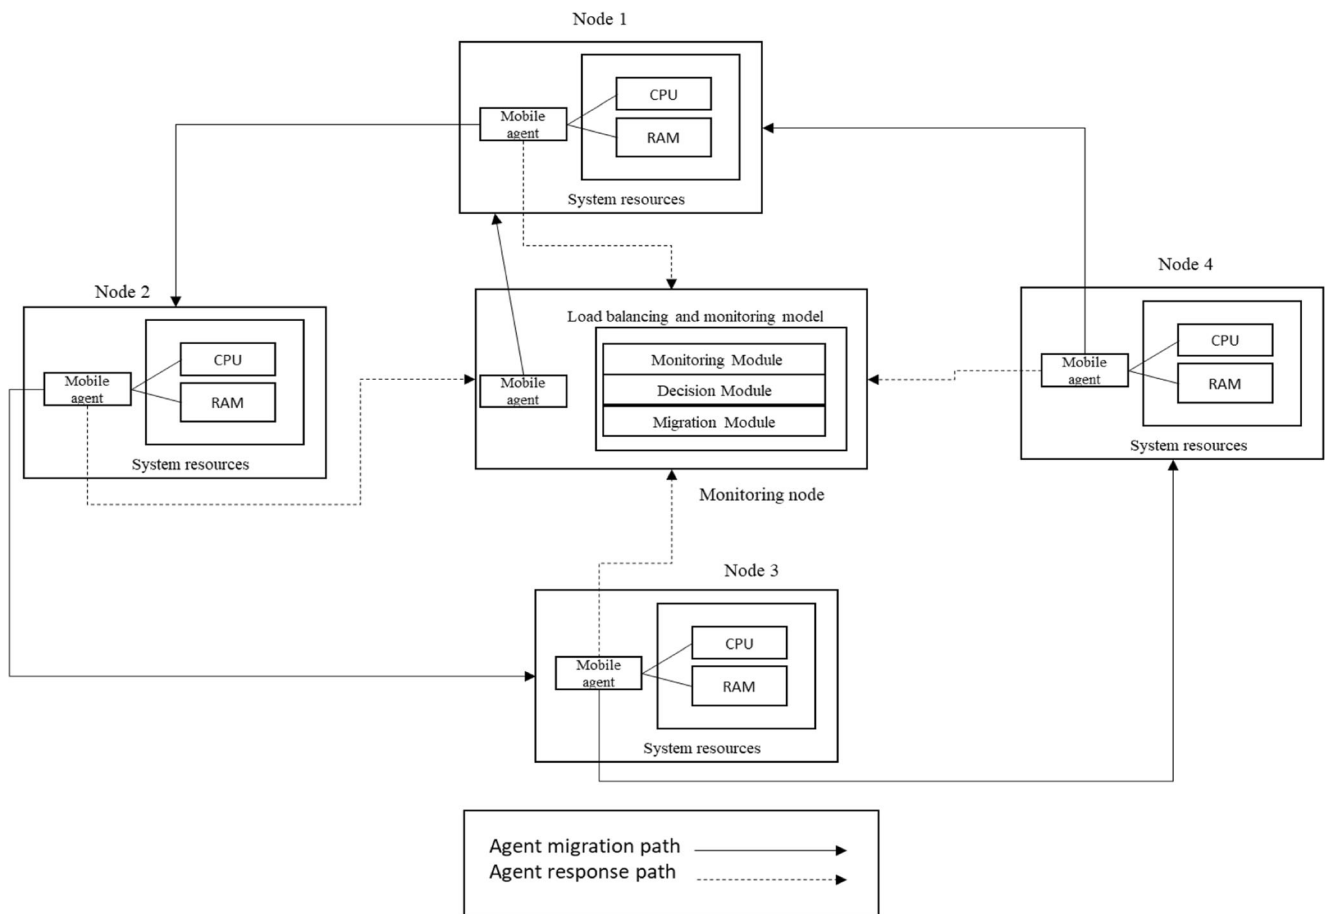 Node 1
Mobile
agent
CPU
RAM
System resources
Node 2
Mobile
agent
CPU
RAM
System resources
Load balancing and monitoring model
Mobile
agent
Monitoring Module
Decision Module
Migration Module
Monitoring node
Node 4
Mobile
agent
CPU
RAM
System resources
Node 3
Mobile
agent
CPU
RAM
System resources
Agent migration path
Agent response path